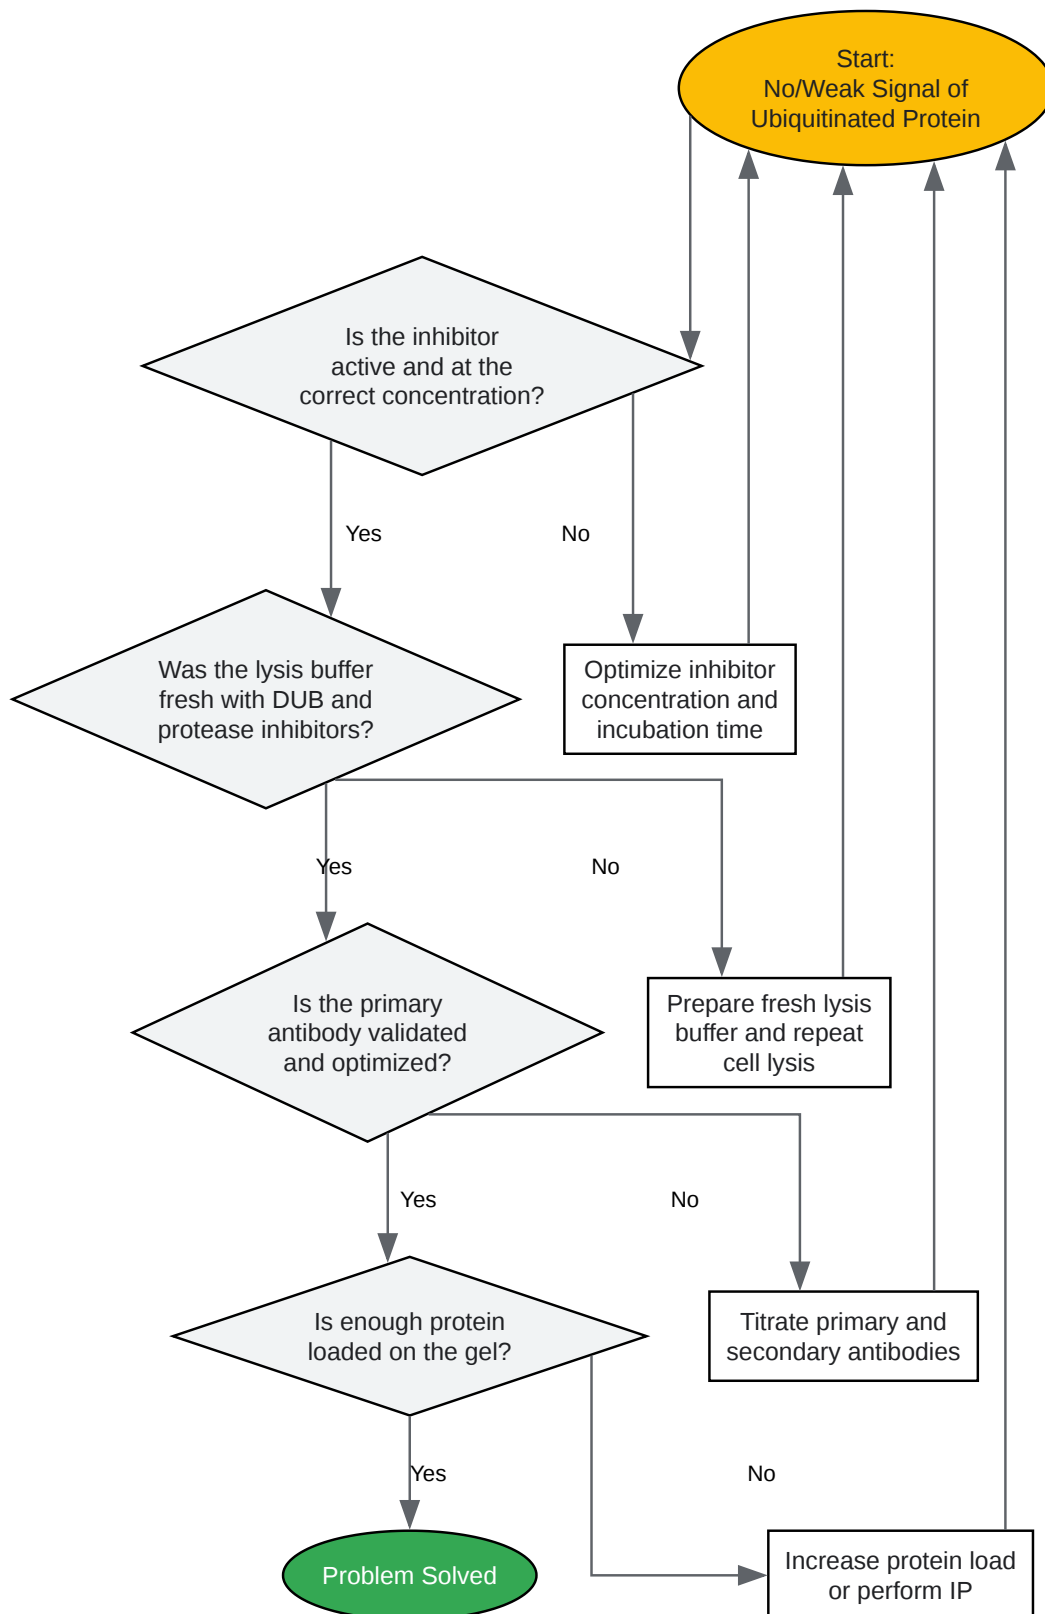 Start:
No/Weak Signal of
Ubiquitinated Protein
Is the inhibitor
active and at the
correct concentration?
Yes
No
Was the lysis buffer
fresh with DUB and
protease inhibitors?
Optimize inhibitor
concentration and
incubation time
Yes
No
Is the primary
antibody validated
and optimized?
Prepare fresh lysis
buffer and repeat
cell lysis
Yes
No
Is enough protein
loaded on the gel?
Titrate primary and
secondary antibodies
Yes
No
Problem Solved
Increase protein load
or perform IP